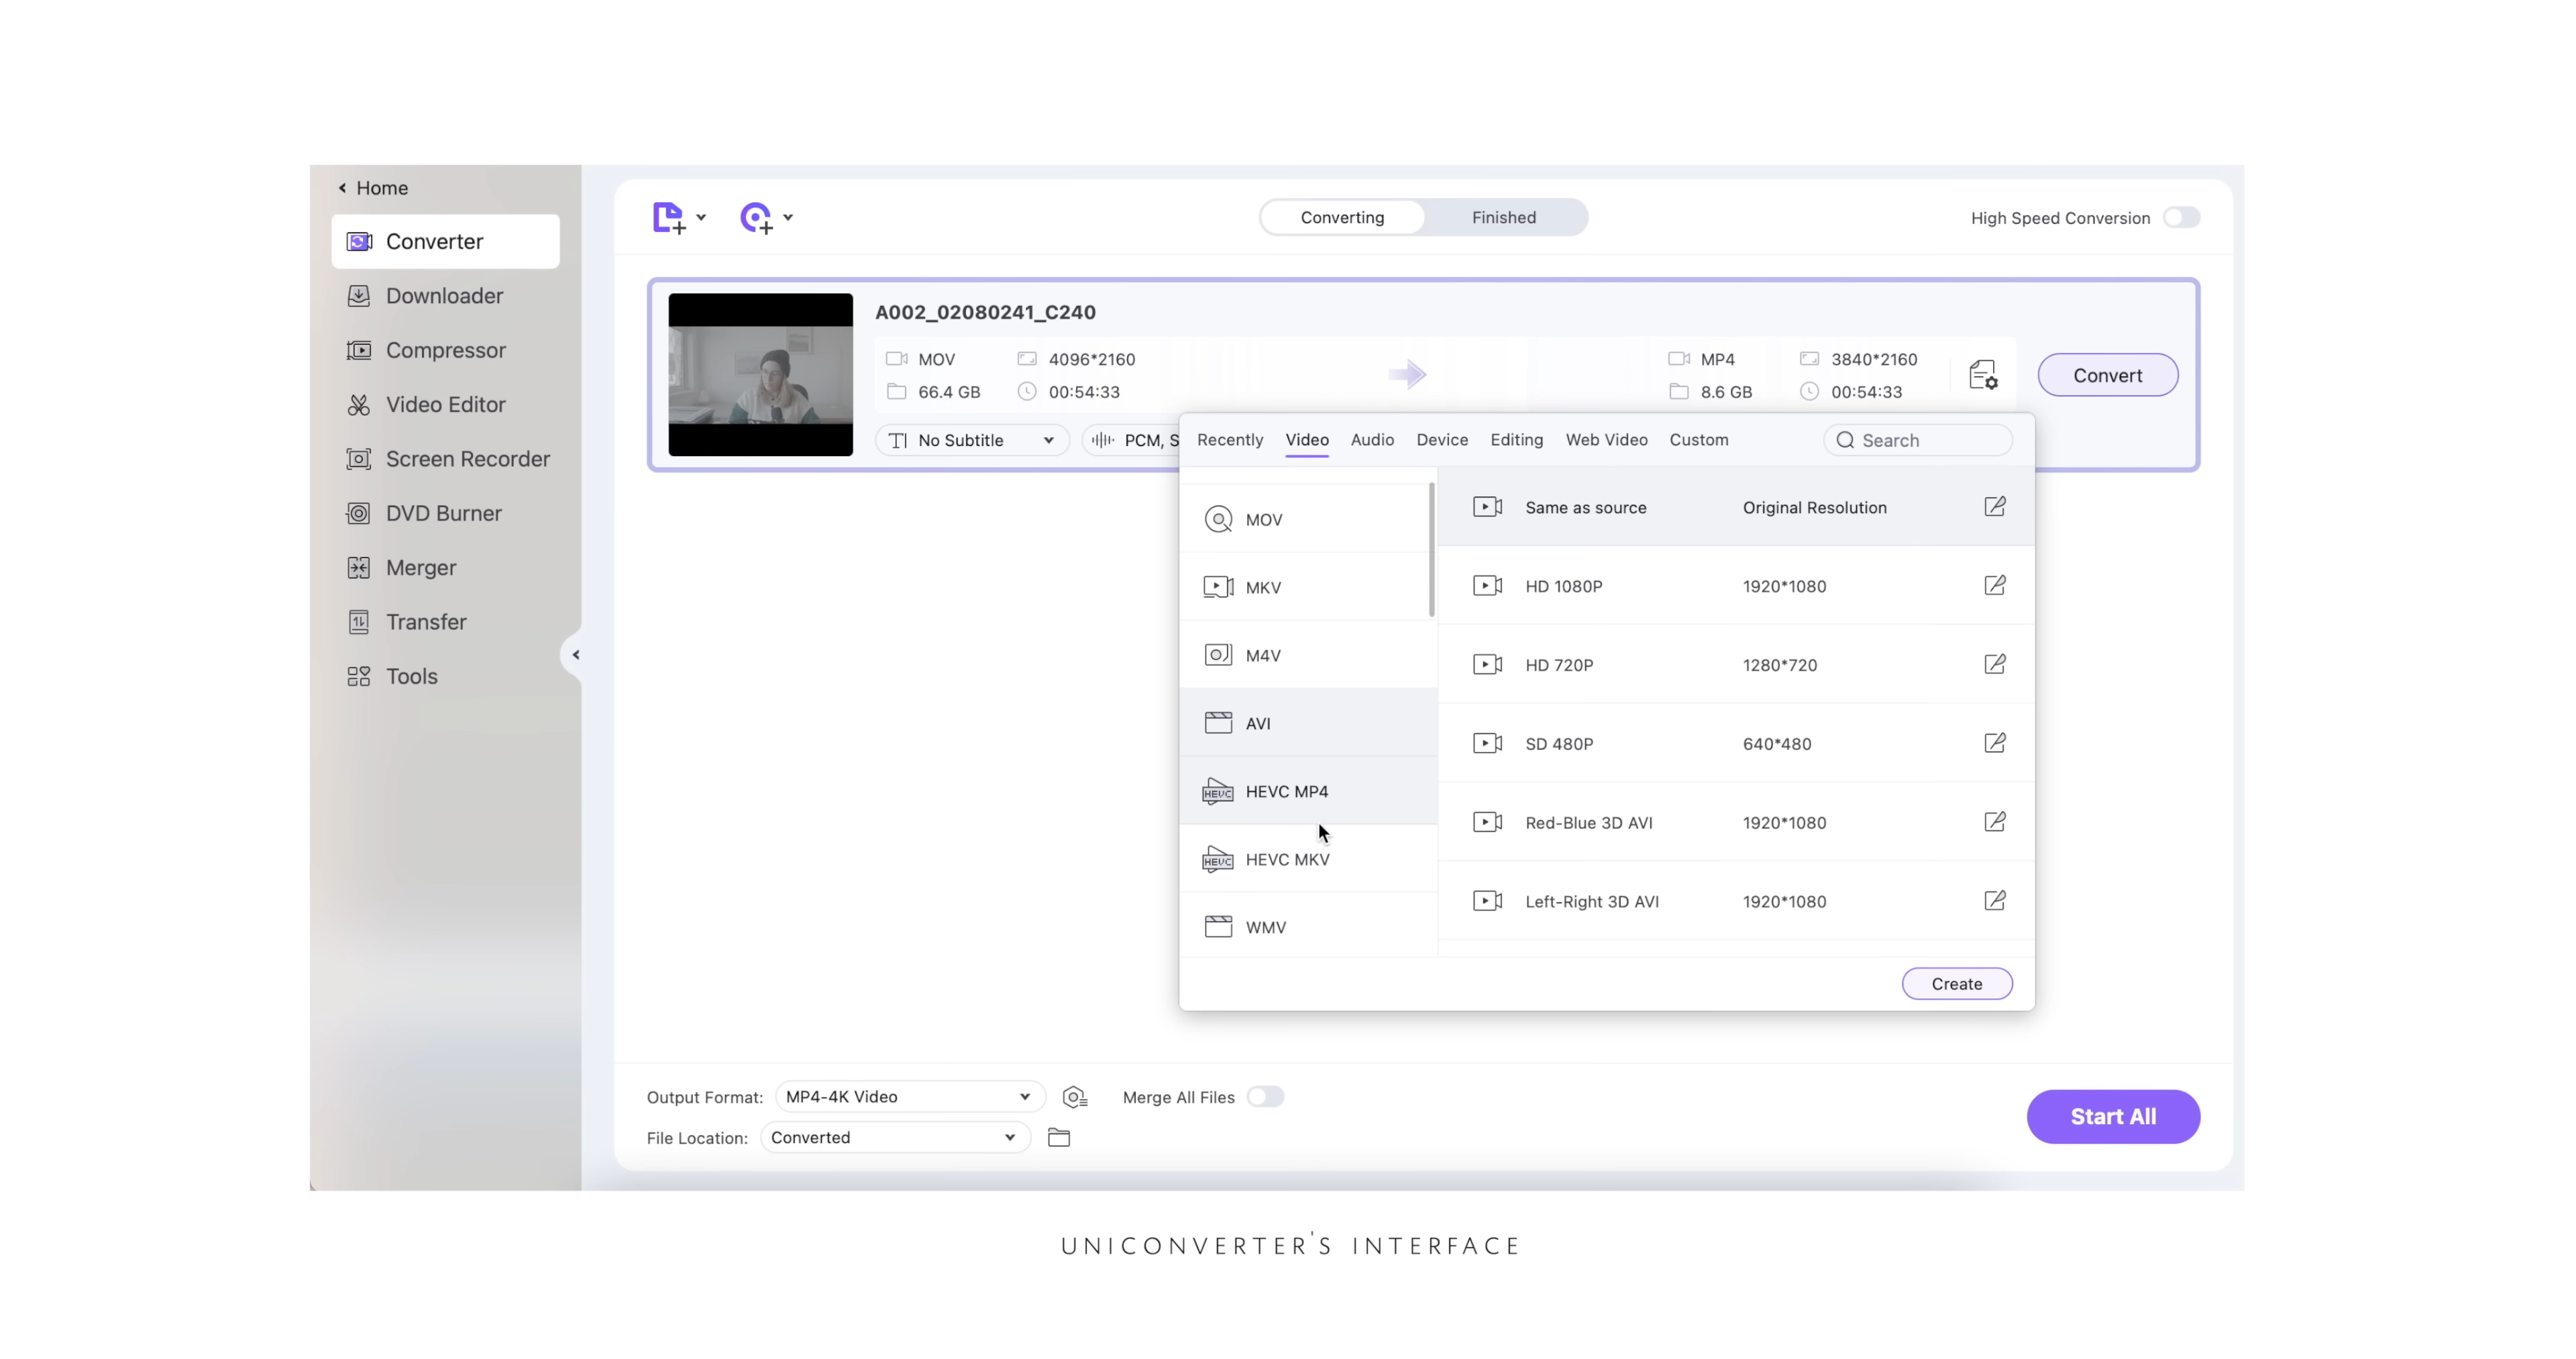 Home
Converter
Downloader
Compressor
Video Editor
Screen Recorder
DVD Burner
Merger
Transfer
Tools
Converting Finished
High Speed Conversion
A002_02080241_C240
MOV 4096*2160
66.4 GB 00:54:33
MP4 3840*2160
8.6 GB 00:54:33
Convert
No Subtitle PCM, S
Recently Video Audio Device Editing Web Video Custom Search
MOV
MKV
M4V
AVI
HEVC HEVC MP4
HEVC HEVC MKV
WMV
Same as source Original Resolution
HD 1080P 1920*1080
HD 720P 1280*720
SD 480P 640*480
Red-Blue 3D AVI 1920*1080
Left-Right 3D AVI 1920*1080
Create
Output Format: MP4-4K Video Merge All Files
File Location: Converted
Start All
UNICONVERTER'S INTERFACE